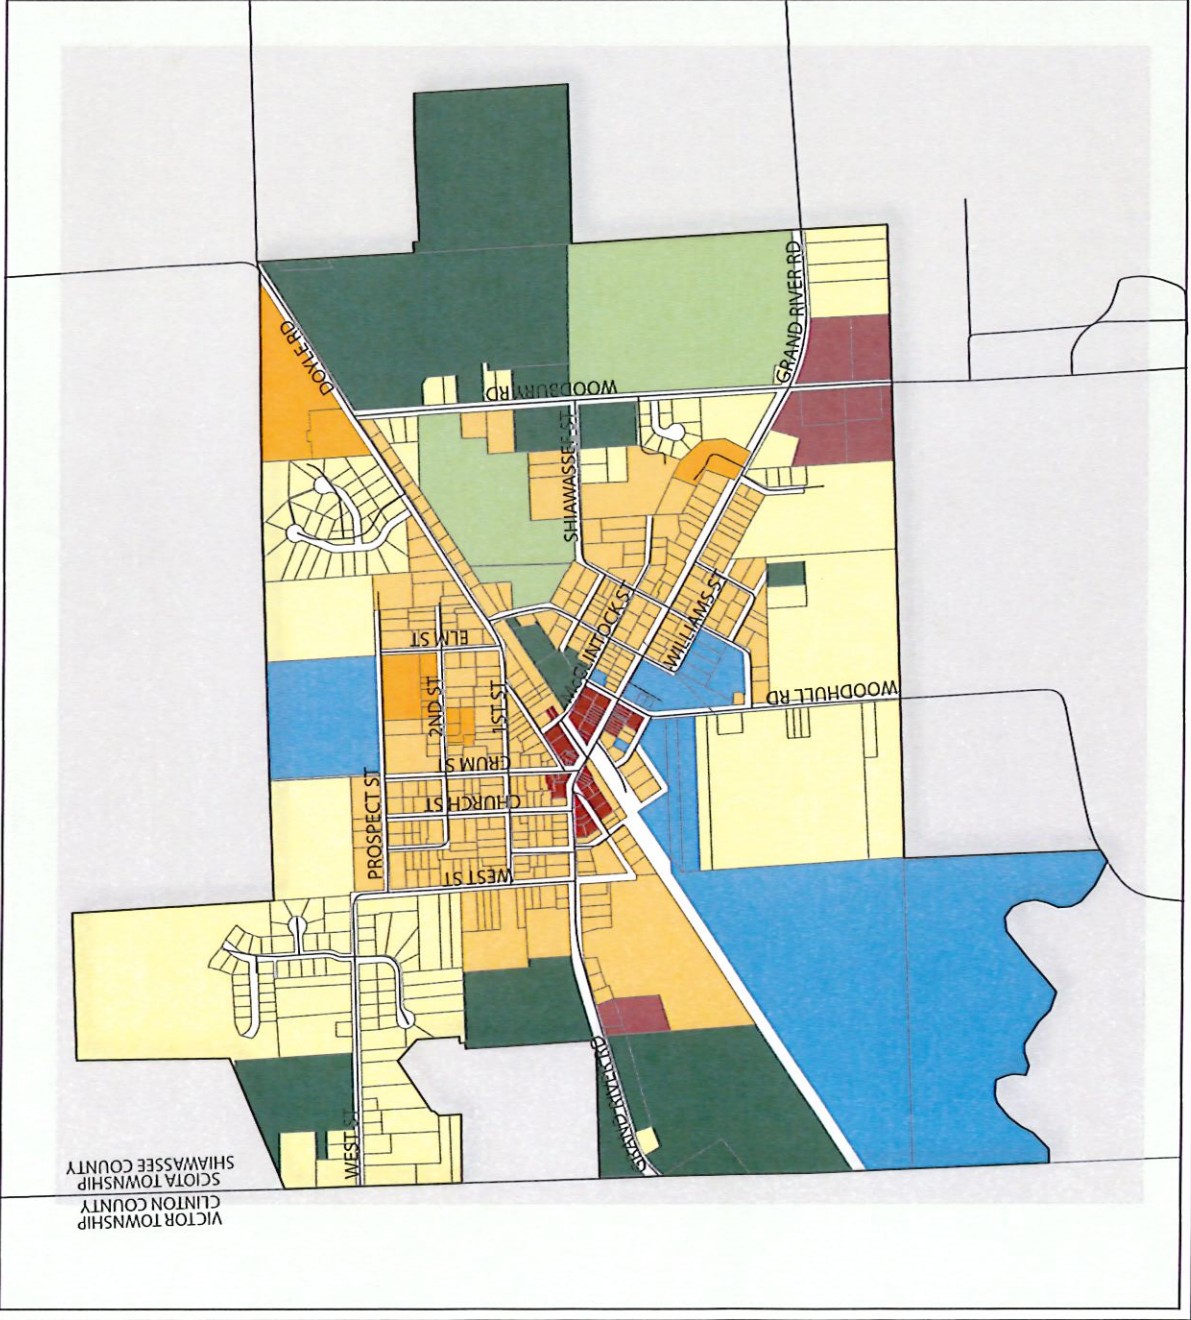 DOYLE RD
GRAND RIVER RD
WOODBURY RD
SHIAWASSEE ST
ELM ST
2ND ST
1ST ST
MCCLINTOCK ST
WILLIAMS ST
WOODHULL RD
CRUM ST
CHURCH ST
PROSPECT ST
WEST ST
GRAND RIVER RD
WEST ST
VICTOR TOWNSHIP
CLINTON COUNTY
SCIOTA TOWNSHIP
SHIAWASSEE COUNTY